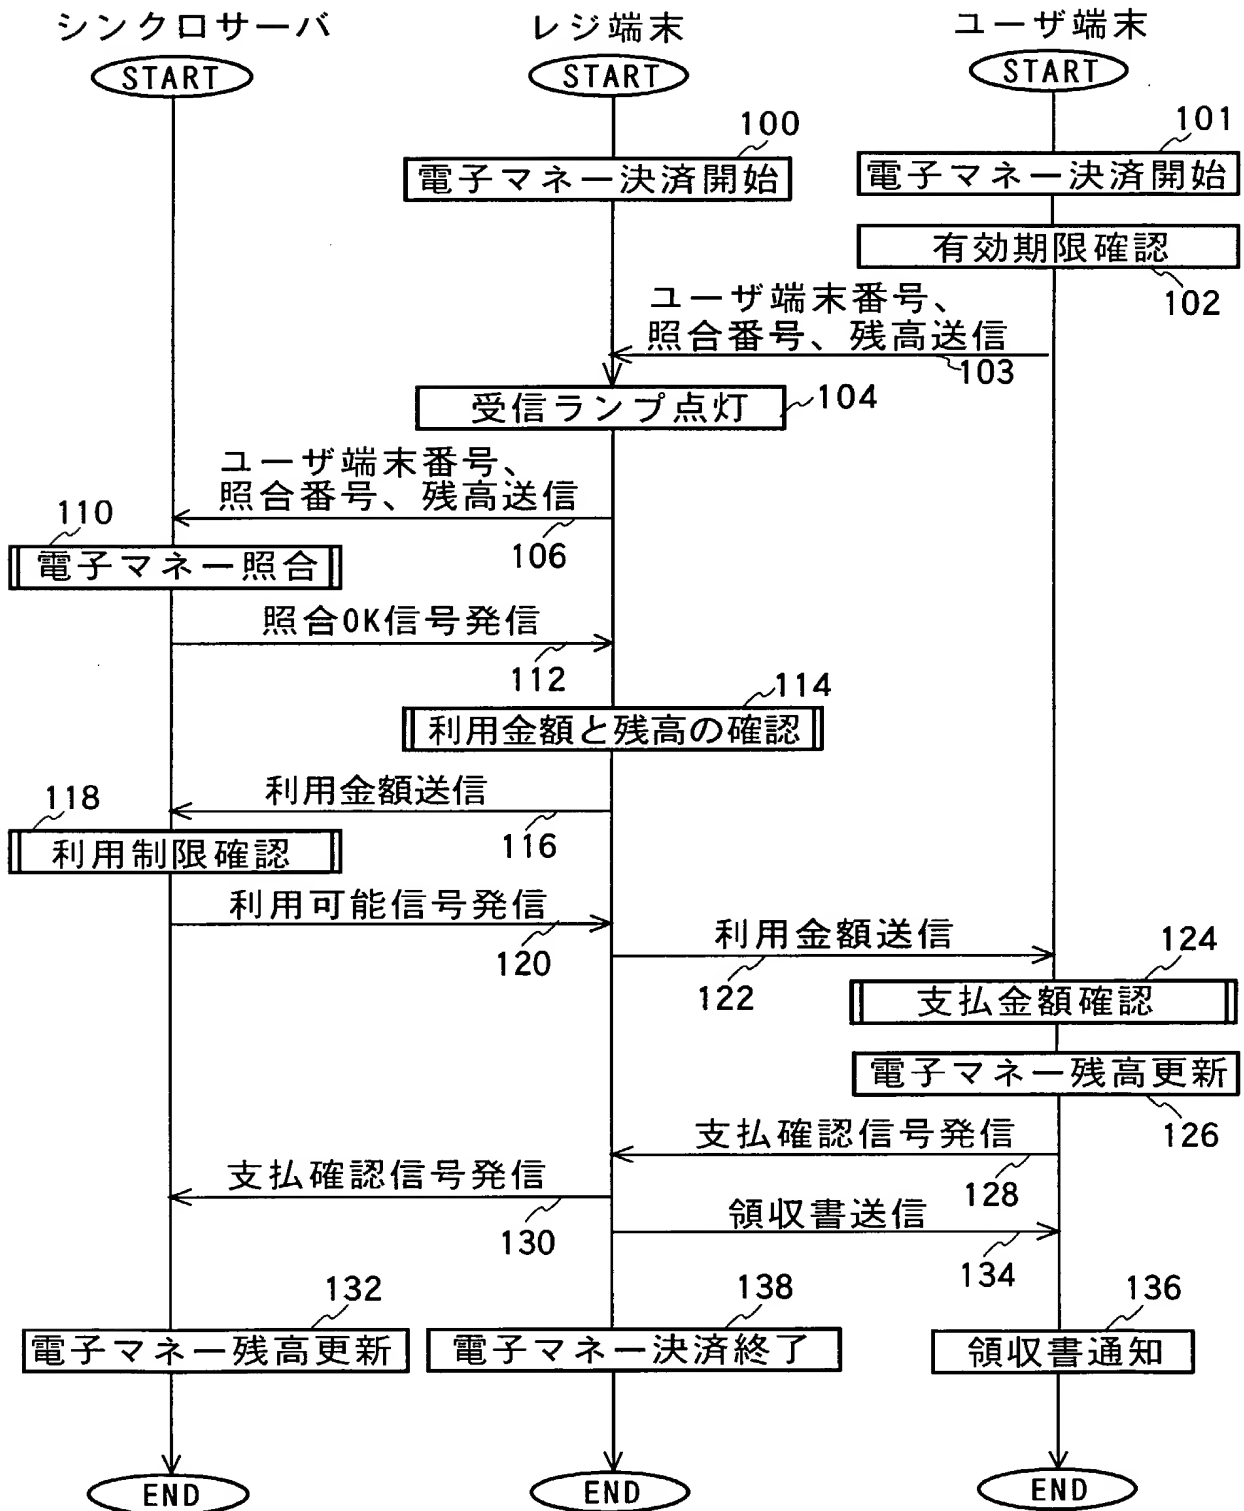 シンクロサーバ
レジ端末
ユーザ端末
START
START
START
100
101
電子マネー決済開始
電子マネー決済開始
有効期限確認
102
ユーザ端末番号、
照合番号、残高送信
103
受信ランプ点灯
104
ユーザ端末番号、
照合番号、残高送信
106
110
電子マネー照合
照合OK信号発信
112
114
利用金額と残高の確認
利用金額送信
116
118
利用制限確認
利用可能信号発信
120
利用金額送信
122
124
支払金額確認
電子マネー残高更新
126
支払確認信号発信
128
支払確認信号発信
130
領収書送信
134
132
138
136
電子マネー残高更新
電子マネー決済終了
領収書通知
END
END
END